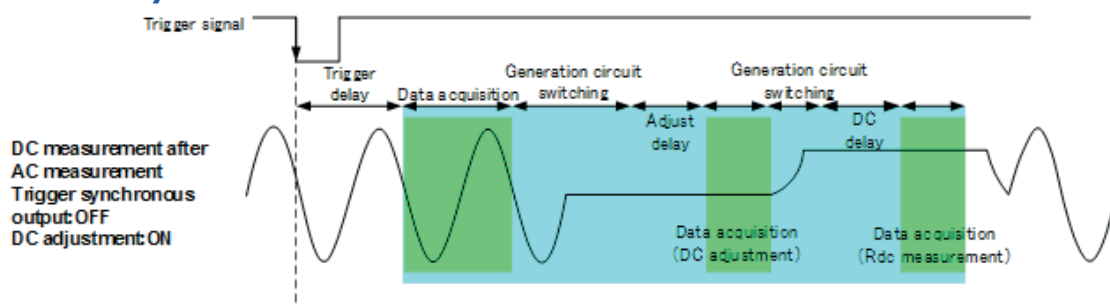 Trigger signal
Trigger
delay
Data acquisition
Generation circuit
switching
Generation circuit
switching
Adjust
delay
DC
delay
DC measurement after
AC measurement
Trigger synchronous
output:OFF
DC adjustment:ON
Data acquisition
(DC adjustment)
Data acquisition
(Rdc measurement)